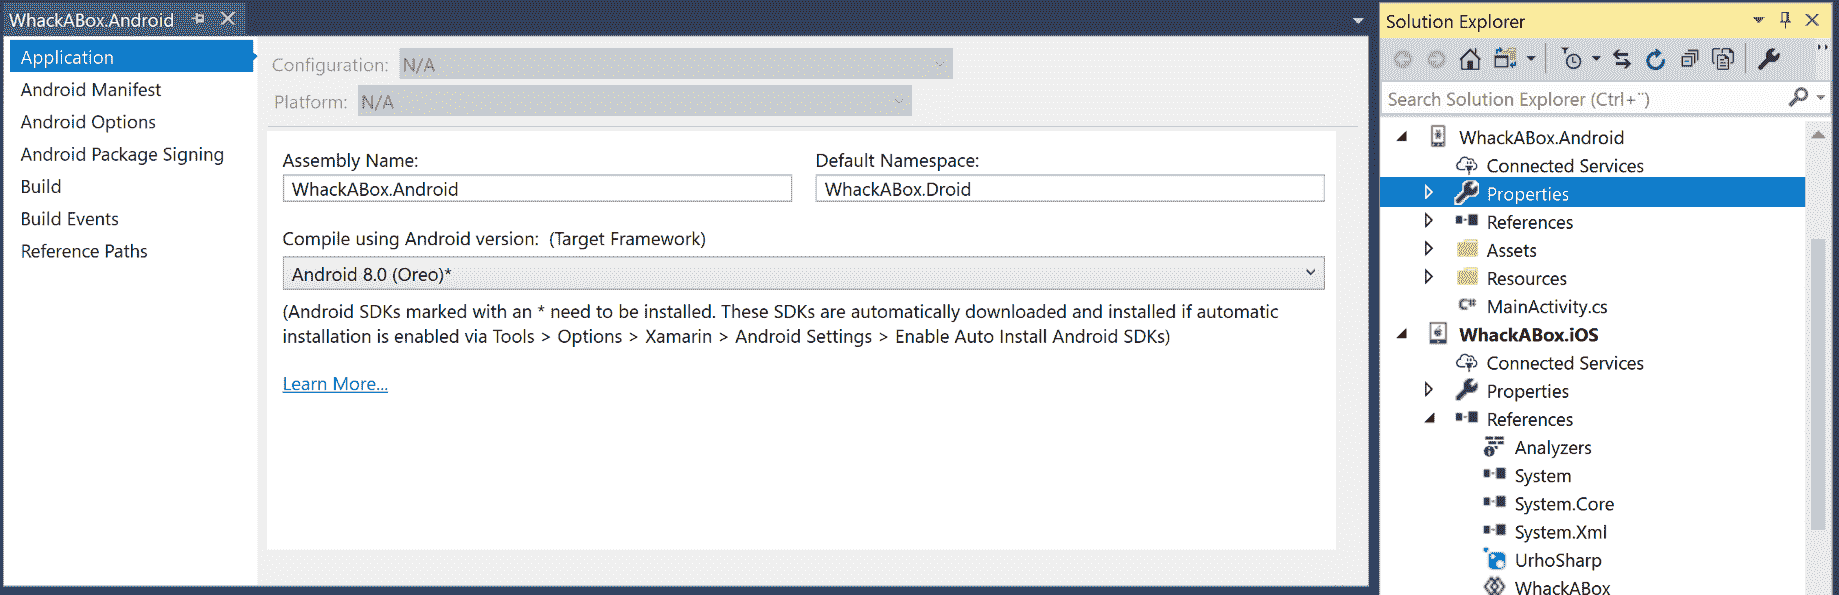 WhackABox.Android
Application
Android Manifest
Android Options
Android Package Signing
Build
Build Events
Reference Paths
Configuration: N/A
Platform: N/A
Assembly Name:
WhackABox.Android
Default Namespace:
WhackABox.Droid
Compile using Android version: (Target Framework)
Android 8.0 (Oreo)*
(Android SDKs marked with an * need to be installed. These SDKs are automatically downloaded and installed if automatic
installation is enabled via Tools > Options > Xamarin > Android Settings > Enable Auto Install Android SDKs)
Learn More...
Solution Explorer
Search Solution Explorer (Ctrl+¨)
WhackABox.Android
Connected Services
Properties
References
Assets
Resources
C# MainActivity.cs
WhackABox.iOS
Connected Services
Properties
References
Analyzers
System
System.Core
System.Xml
UrhoSharp
WhackABox